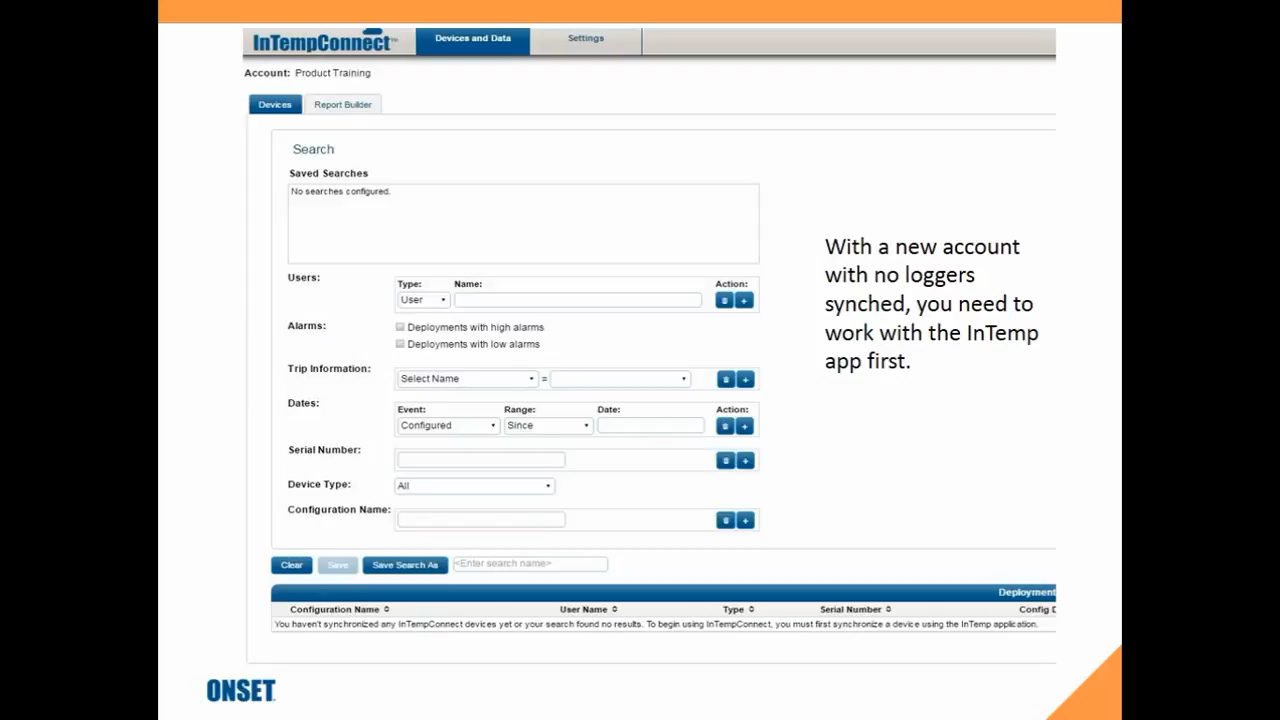 InTempConnect™
Devices and Data
Settings
Account: Product Training
Devices
Report Builder
Search
Saved Searches
No searches configured.
Users:
Type:
Name:
Action:
User
Alarms:
Deployments with high alarms
Deployments with low alarms
Trip Information:
Select Name
=
Dates:
Event:
Range:
Date:
Action:
Configured
Since
Serial Number:
Device Type:
All
Configuration Name:
Clear
Save
Save Search As
<Enter search name>
Deployment
Configuration Name
User Name
Type
Serial Number
Config D
You haven't synchronized any InTempConnect devices yet or your search found no results. To begin using InTempConnect, you must first synchronize a device using the InTemp application.
With a new account
with no loggers
synched, you need to
work with the InTemp
app first.
ONSET